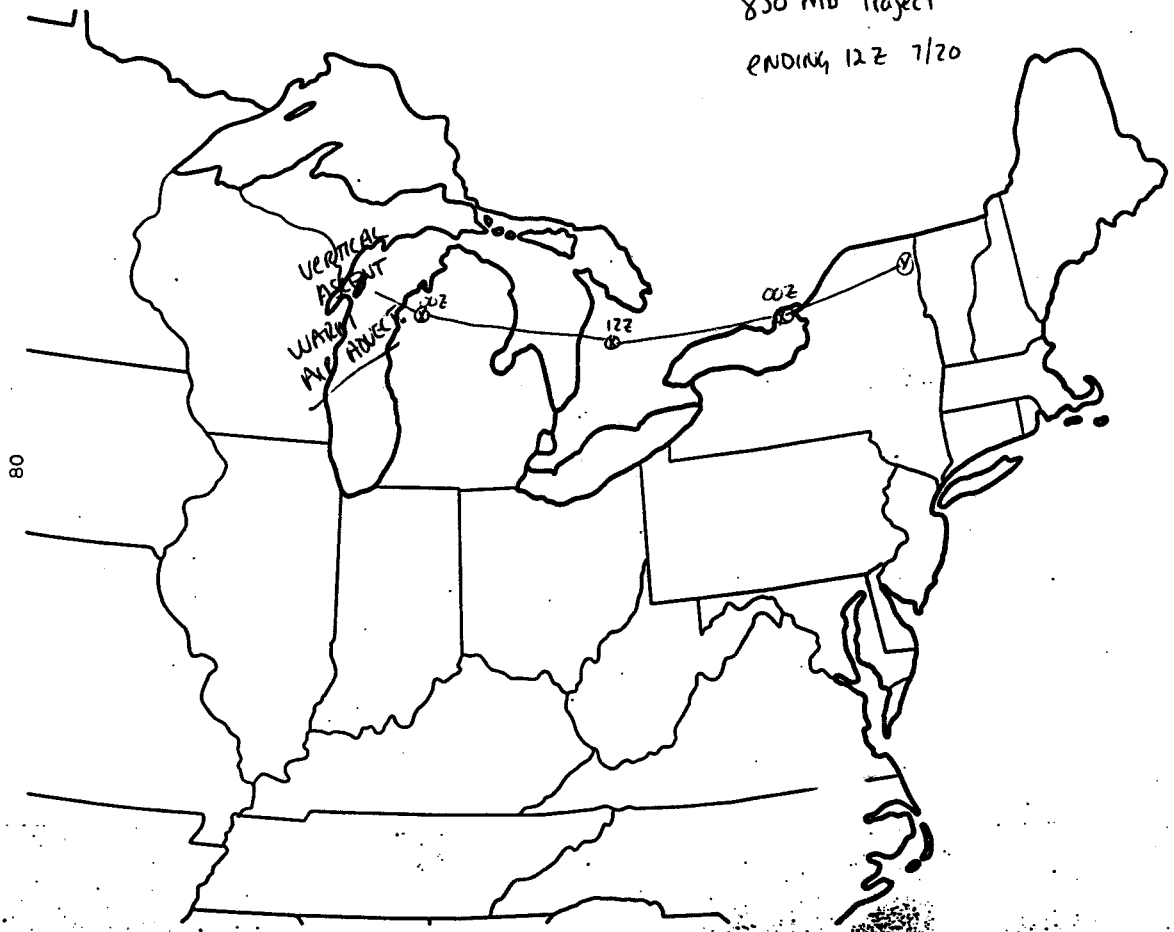 850 MB Traject
ENDING 12Z 7/20
VERTICAL
ASCENT
WARM
AIR ADVECT.
00Z
12Z
00Z
80